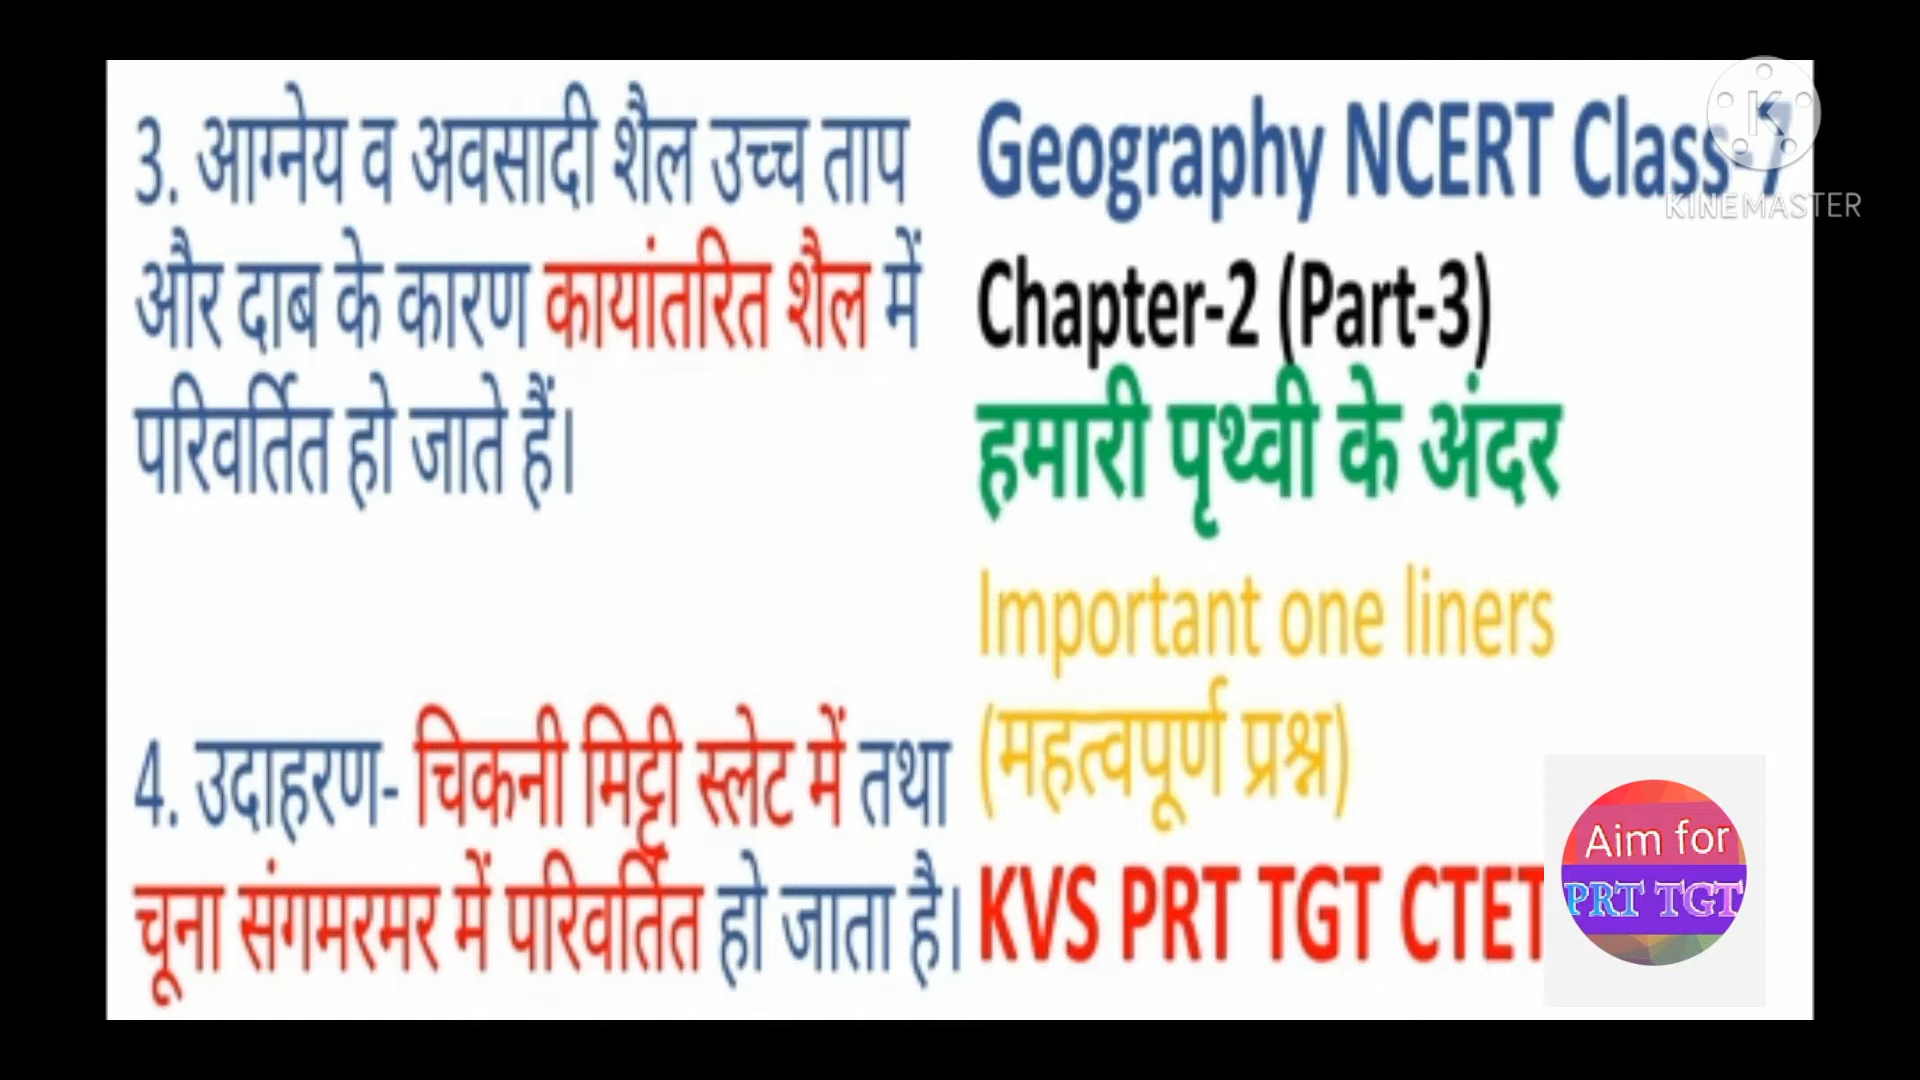 3. आग्नेय व अवसादी शैल उच्च ताप
और दाब के कारण कायांतरित शैल में
परिवर्तित हो जाते हैं।
4. उदाहरण- चिकनी मिट्टी स्लेट में तथा
चूना संगमरमर में परिवर्तित हो जाता है।
Geography NCERT Class-7
Chapter-2 (Part-3)
हमारी पृथ्वी के अंदर
Important one liners
(महत्वपूर्ण प्रश्न)
KVS PRT TGT CTET
K
KINEMASTER
Aim for
PRT TGT